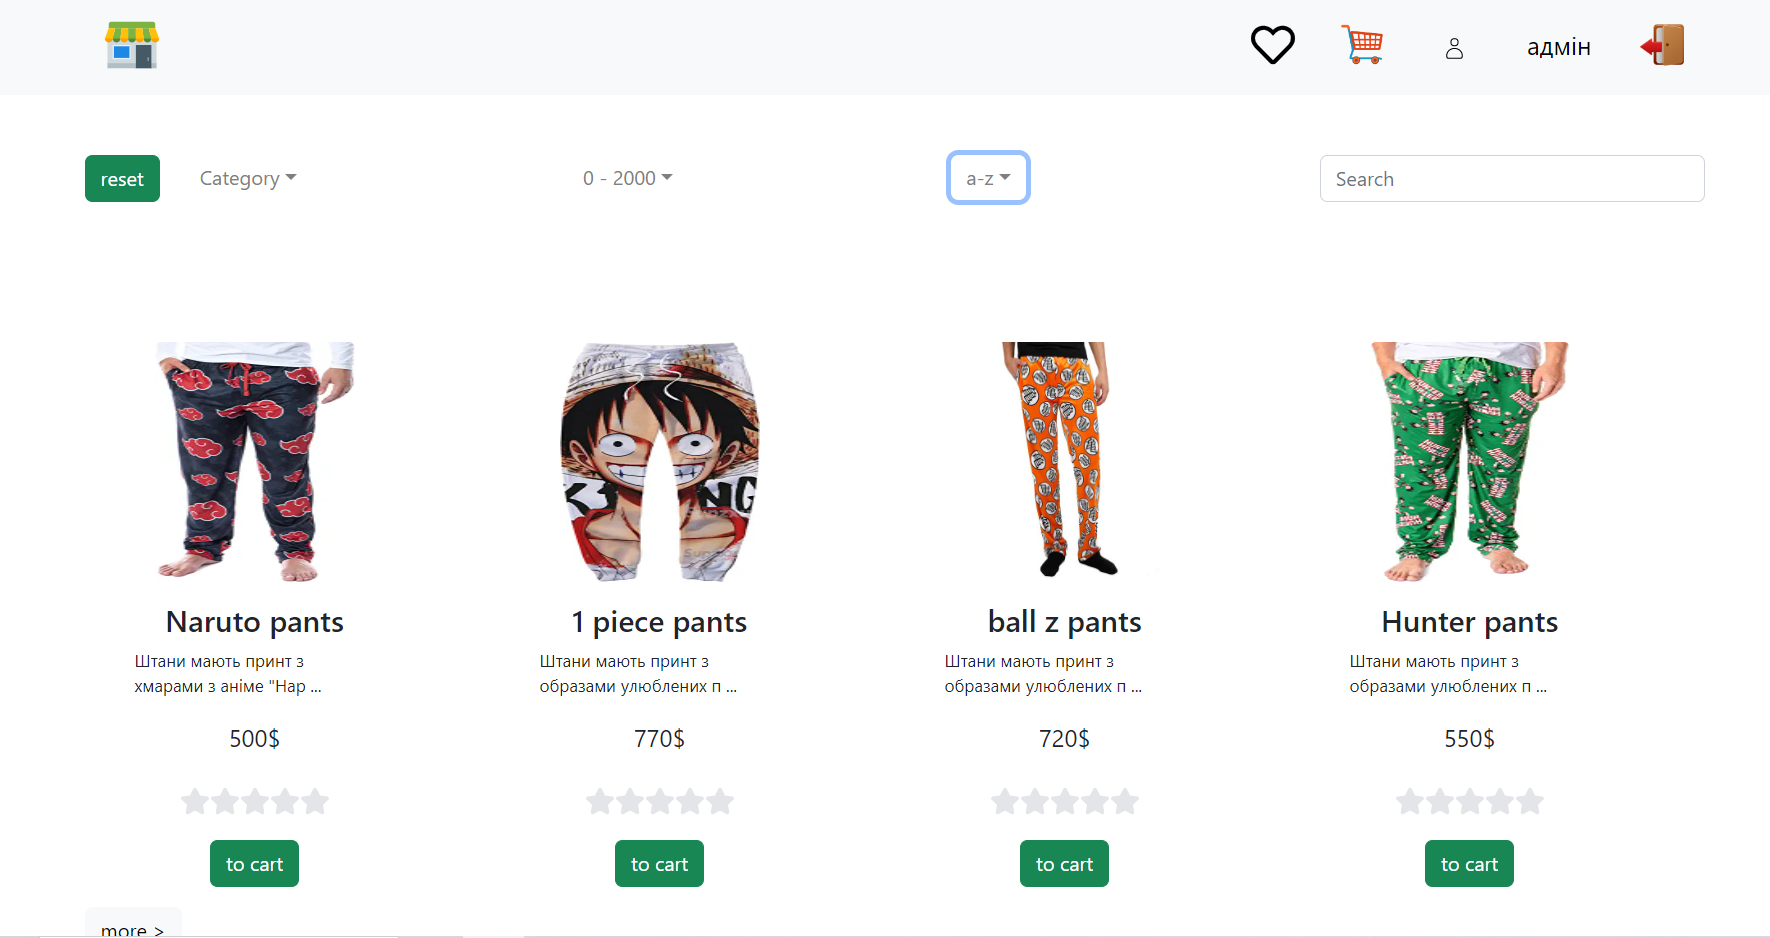 адмін
reset
Category
0 - 2000
a-z
Search
Naruto pants
Штани мають принт з
хмарами з аніме "Нар ...
500$
to cart
1 piece pants
Штани мають принт з
образами улюблених п ...
770$
to cart
ball z pants
Штани мають принт з
образами улюблених п ...
720$
to cart
Hunter pants
Штани мають принт з
образами улюблених п ...
550$
to cart
more >